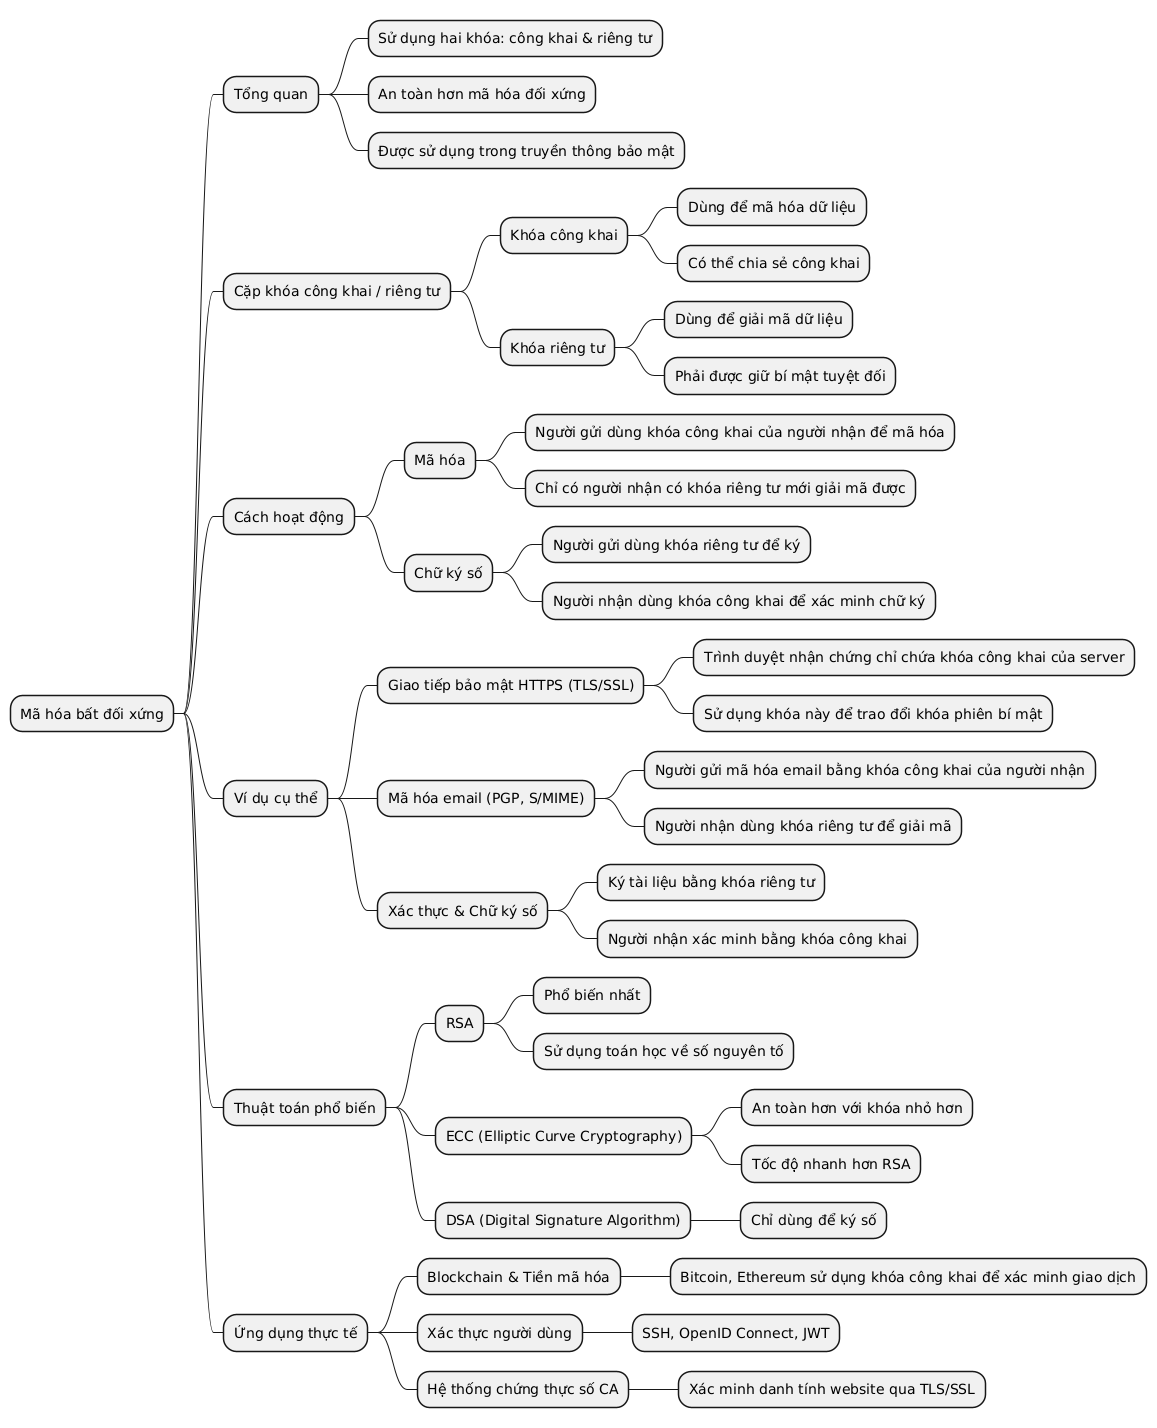 Mã hóa bất đối xứng
Tổng quan
Sử dụng hai khóa: công khai & riêng tư
An toàn hơn mã hóa đối xứng
Được sử dụng trong truyền thông bảo mật
Cặp khóa công khai / riêng tư
Khóa công khai
Dùng để mã hóa dữ liệu
Có thể chia sẻ công khai
Khóa riêng tư
Dùng để giải mã dữ liệu
Phải được giữ bí mật tuyệt đối
Cách hoạt động
Mã hóa
Người gửi dùng khóa công khai của người nhận để mã hóa
Chỉ có người nhận có khóa riêng tư mới giải mã được
Chữ ký số
Người gửi dùng khóa riêng tư để ký
Người nhận dùng khóa công khai để xác minh chữ ký
Ví dụ cụ thể
Giao tiếp bảo mật HTTPS (TLS/SSL)
Trình duyệt nhận chứng chỉ chứa khóa công khai của server
Sử dụng khóa này để trao đổi khóa phiên bí mật
Mã hóa email (PGP, S/MIME)
Người gửi mã hóa email bằng khóa công khai của người nhận
Người nhận dùng khóa riêng tư để giải mã
Xác thực & Chữ ký số
Ký tài liệu bằng khóa riêng tư
Người nhận xác minh bằng khóa công khai
Thuật toán phổ biến
RSA
Phổ biến nhất
Sử dụng toán học về số nguyên tố
ECC (Elliptic Curve Cryptography)
An toàn hơn với khóa nhỏ hơn
Tốc độ nhanh hơn RSA
DSA (Digital Signature Algorithm)
Chỉ dùng để ký số
Ứng dụng thực tế
Blockchain & Tiền mã hóa
Bitcoin, Ethereum sử dụng khóa công khai để xác minh giao dịch
Xác thực người dùng
SSH, OpenID Connect, JWT
Hệ thống chứng thực số CA
Xác minh danh tính website qua TLS/SSL